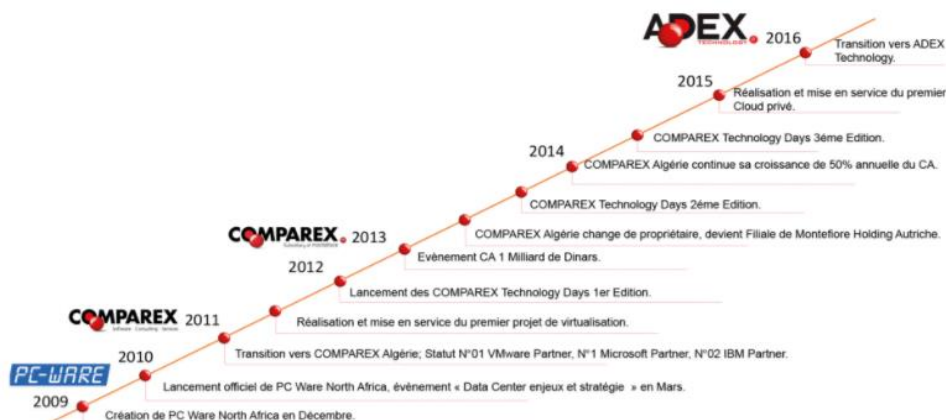 ADEX TECHNOLOGY
2016
Transition vers ADEX
Technology.
2015
Réalisation et mise en service du premier
Cloud privé.
COMPAREX Technology Days 3éme Edition.
2014
COMPAREX Algérie continue sa croissance de 50% annuelle du CA.
COMPAREX Technology Days 2éme Edition.
COMPAREX Algérie change de propriétaire, devient Filiale de Montefiore Holding Autriche.
COMPAREX
2013
Evènement CA 1 Milliard de Dinars.
2012
Lancement des COMPAREX Technology Days 1er Edition.
Réalisation et mise en service du premier projet de virtualisation.
COMPAREX
Software · Consulting · Services
2011
Transition vers COMPAREX Algérie; Statut N°01 VMware Partner, N°1 Microsoft Partner, N°02 IBM Partner.
2010
Lancement officiel de PC Ware North Africa, évènement « Data Center enjeux et stratégie » en Mars.
PC-WARE
2009
Création de PC Ware North Africa en Décembre.